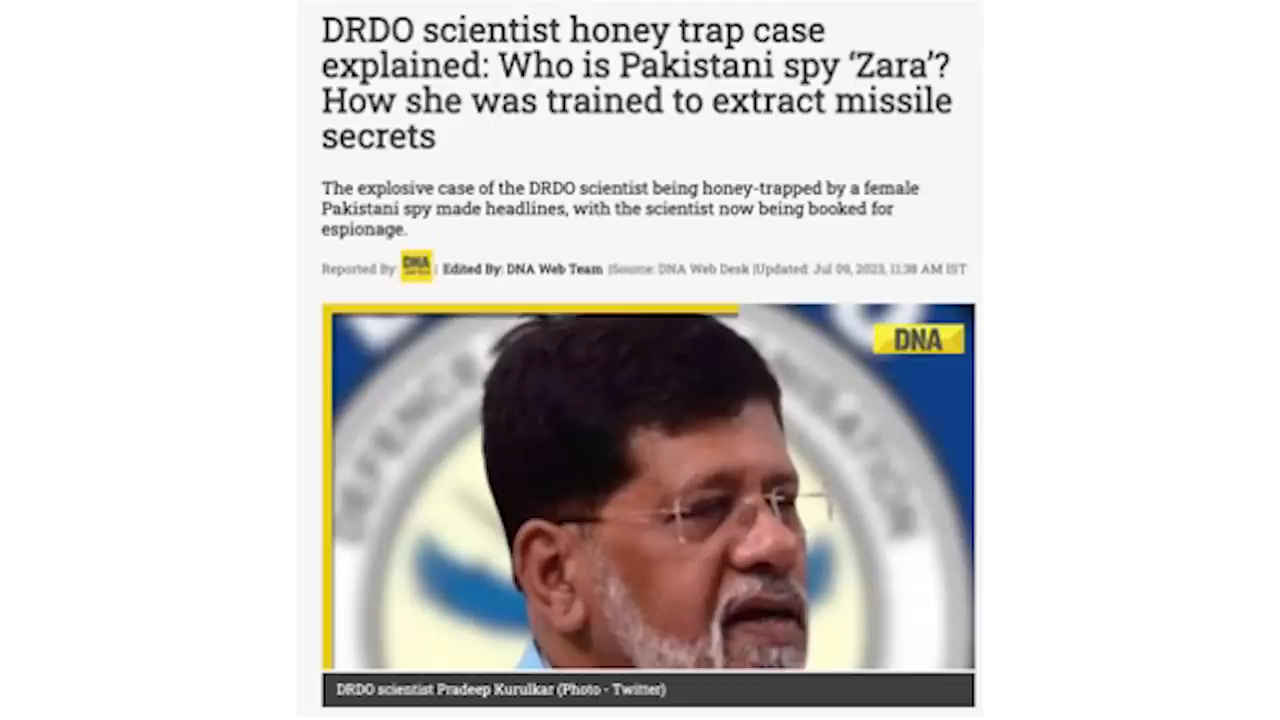 DRDO scientist honey trap case
explained: Who is Pakistani spy ‘Zara’?
How she was trained to extract missile
secrets
The explosive case of the DRDO scientist being honey-trapped by a female
Pakistani spy made headlines, with the scientist now being booked for
espionage.
Reported By DNA | Edited By: DNA Web Team |Source: DNA Web Desk |Updated: Jul 09, 2023, 11:38 AM IST
DNA
DEFENCE
DRDO scientist Pradeep Kurulkar (Photo - Twitter)